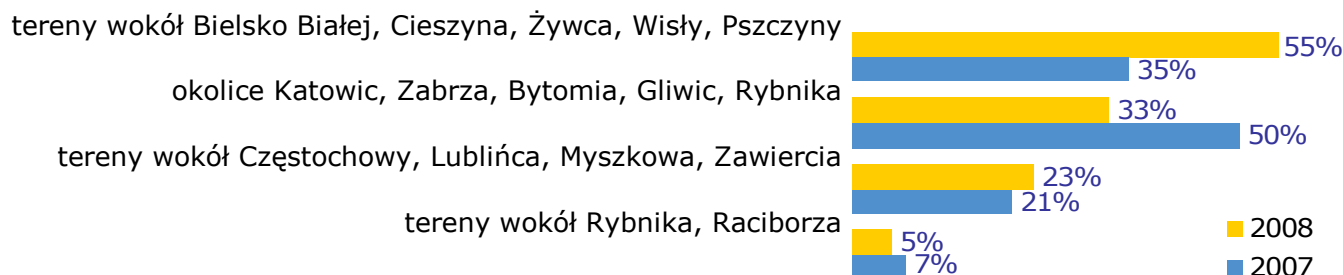 tereny wokół Bielsko Białej, Cieszyna, Żywca, Wisły, Pszczyny
55%
35%
okolice Katowic, Zabrza, Bytomia, Gliwic, Rybnika
33%
50%
tereny wokół Częstochowy, Lublińca, Myszkowa, Zawiercia
23%
21%
tereny wokół Rybnika, Raciborza
5%
7%
2008
2007